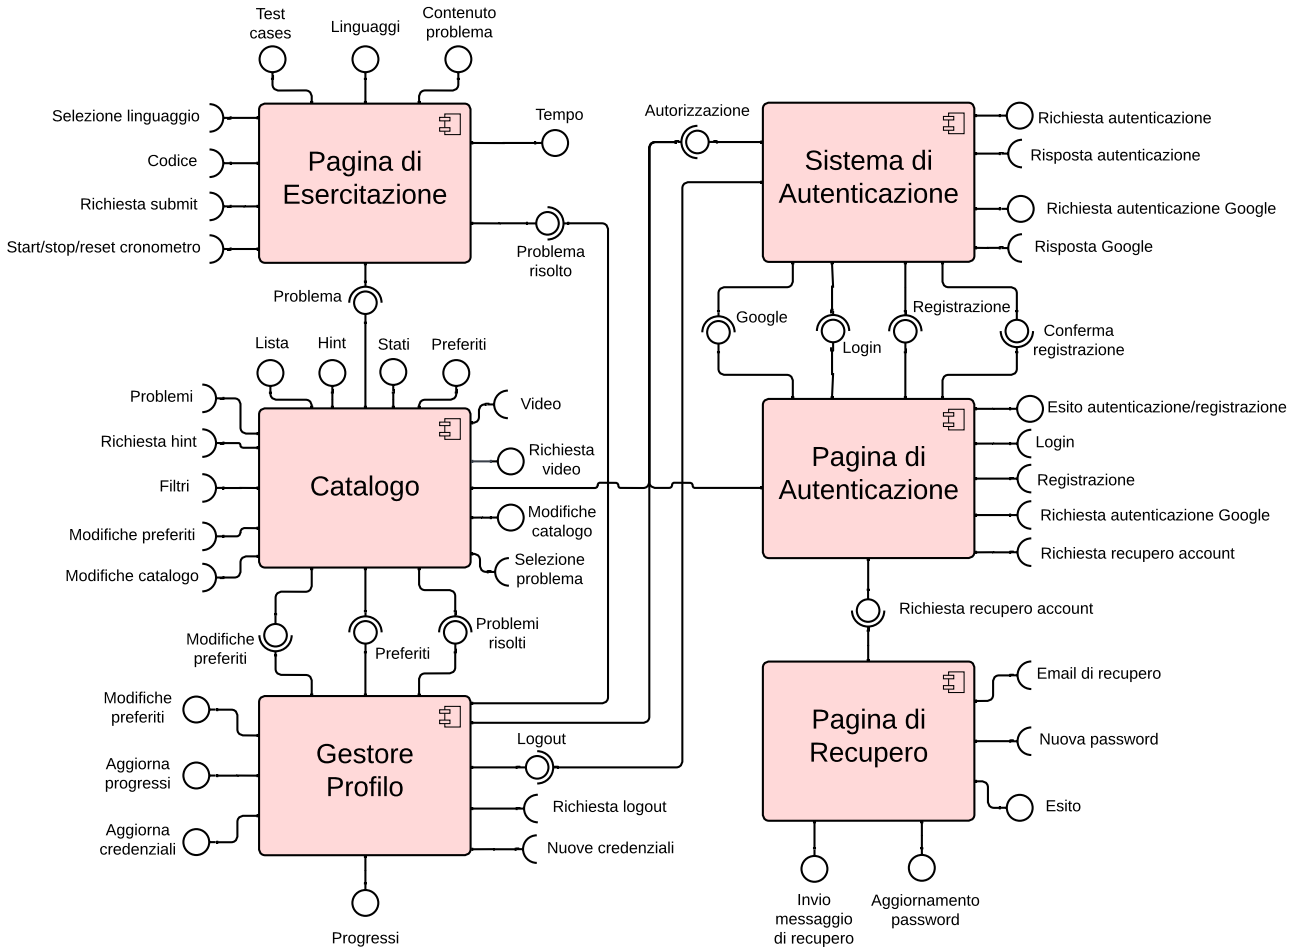 Test
cases
Linguaggi
Contenuto
problema
Selezione linguaggio
Codice
Richiesta submit
Start/stop/reset cronometro
Pagina di
Esercitazione
Tempo
Problema
risolto
Problema
Autorizzazione
Sistema di
Autenticazione
Richiesta autenticazione
Risposta autenticazione
Richiesta autenticazione Google
Risposta Google
Google
Login
Registrazione
Conferma
registrazione
Lista
Hint
Stati
Preferiti
Problemi
Richiesta hint
Filtri
Modifiche preferiti
Modifiche catalogo
Catalogo
Video
Richiesta
video
Modifiche
catalogo
Selezione
problema
Pagina di
Autenticazione
Esito autenticazione/registrazione
Login
Registrazione
Richiesta autenticazione Google
Richiesta recupero account
Modifiche
preferiti
Preferiti
Problemi
risolti
Richiesta recupero account
Modifiche
preferiti
Aggiorna
progressi
Aggiorna
credenziali
Gestore
Profilo
Logout
Richiesta logout
Nuove credenziali
Progressi
Pagina di
Recupero
Email di recupero
Nuova password
Esito
Invio
messaggio
di recupero
Aggiornamento
password